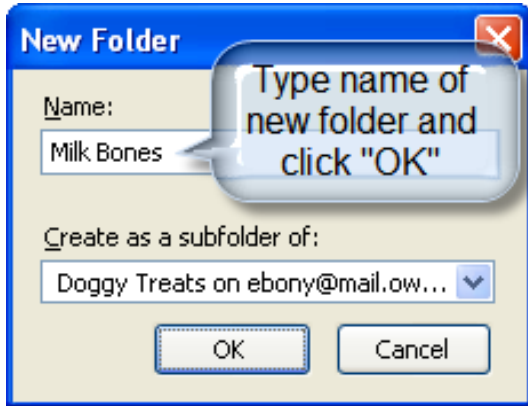 New Folder
Type name of
new folder and
click "OK"
Name:
Milk Bones
Create as a subfolder of:
Doggy Treats on ebony@mail.ow...
OK
Cancel